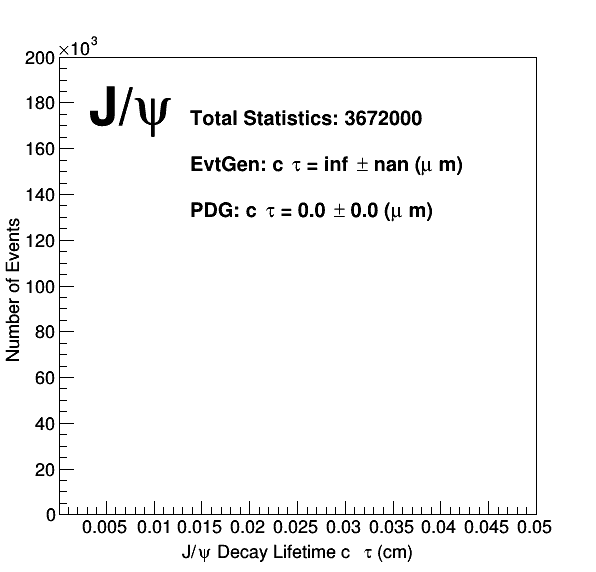 ×10³
200
180
160
140
120
100
80
60
40
20
0
Number of Events
J/ψ
Total Statistics: 3672000
EvtGen: c τ = inf ± nan (μ m)
PDG: c τ = 0.0 ± 0.0 (μ m)
0.005 0.01 0.015 0.02 0.025 0.03 0.035 0.04 0.045 0.05
J/ψ Decay Lifetime c τ (cm)